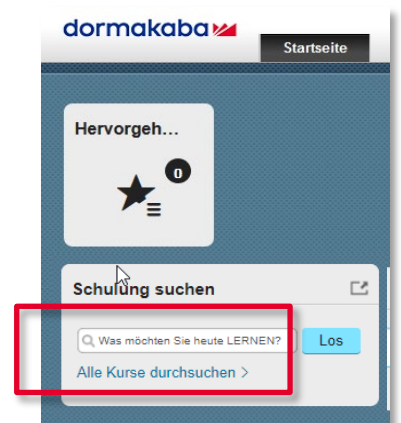 dormakaba
Startseite
Hervorgeh...
0
Schulung suchen
Was möchten Sie heute LERNEN?
Los
Alle Kurse durchsuchen >